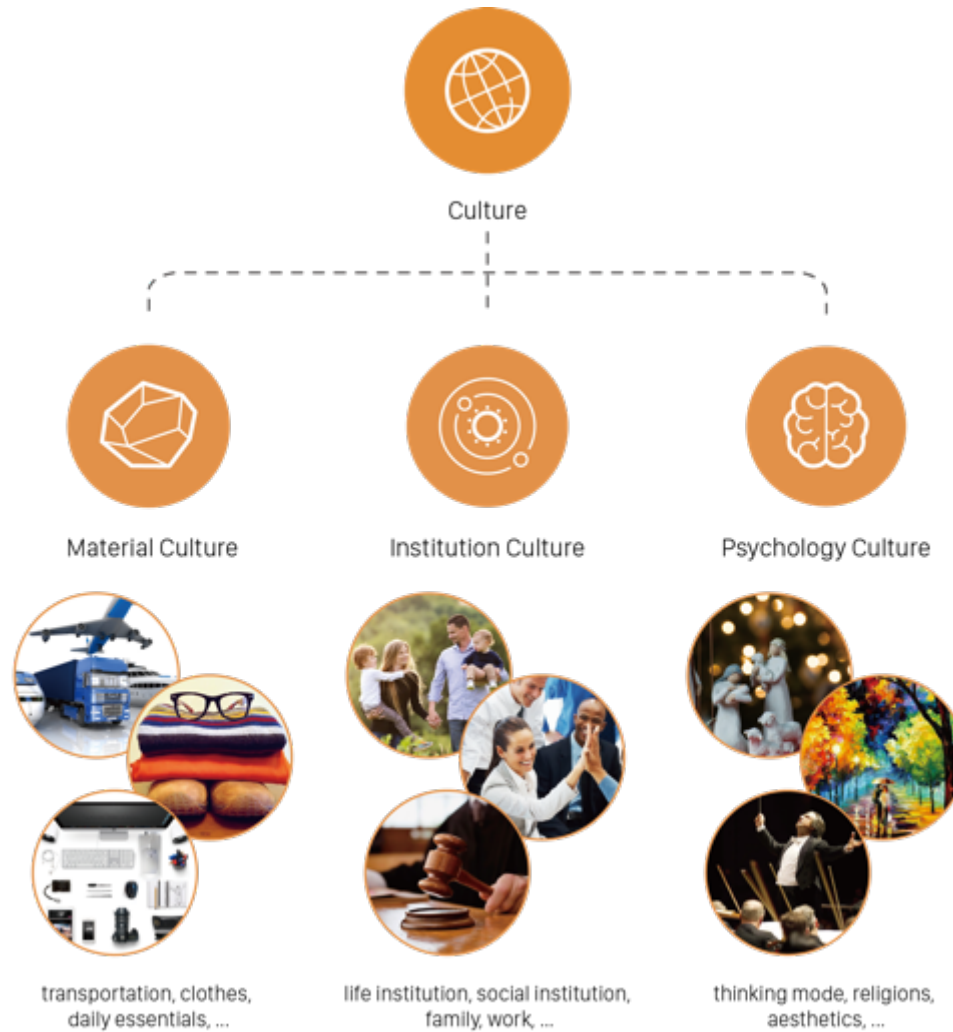 Culture
Material Culture
Institution Culture
Psychology Culture
transportation, clothes,
daily essentials, ...
life institution, social institution,
family, work, ...
thinking mode, religions,
aesthetics, ...